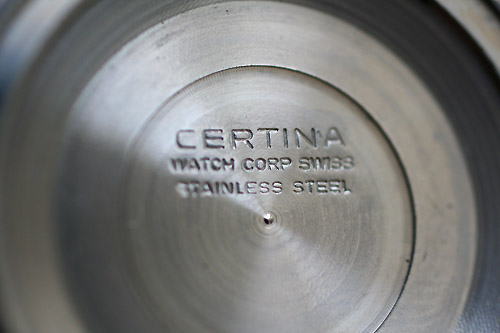 CERTINA
WATCH CORP SWISS
STAINLESS STEEL